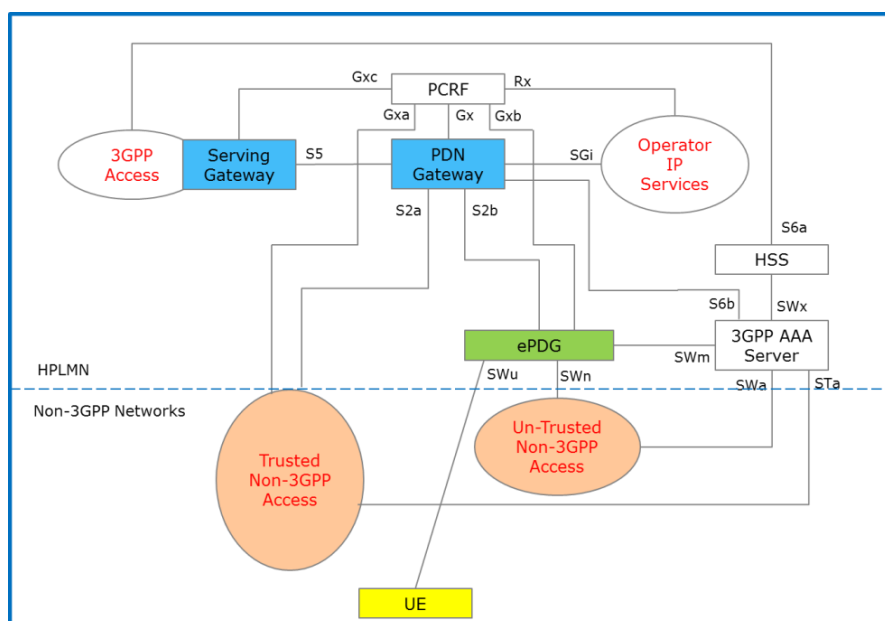 Gxc
PCRF
Rx
Gxa
Gx
Gxb
3GPP
Access
Serving
Gateway
S5
PDN
Gateway
SGi
Operator
IP
Services
S2a
S2b
S6a
HSS
S6b
SWx
ePDG
SWm
3GPP AAA
Server
HPLMN
SWu
SWn
SWa
STa
Non-3GPP Networks
Un-Trusted
Non-3GPP
Access
Trusted
Non-3GPP
Access
UE